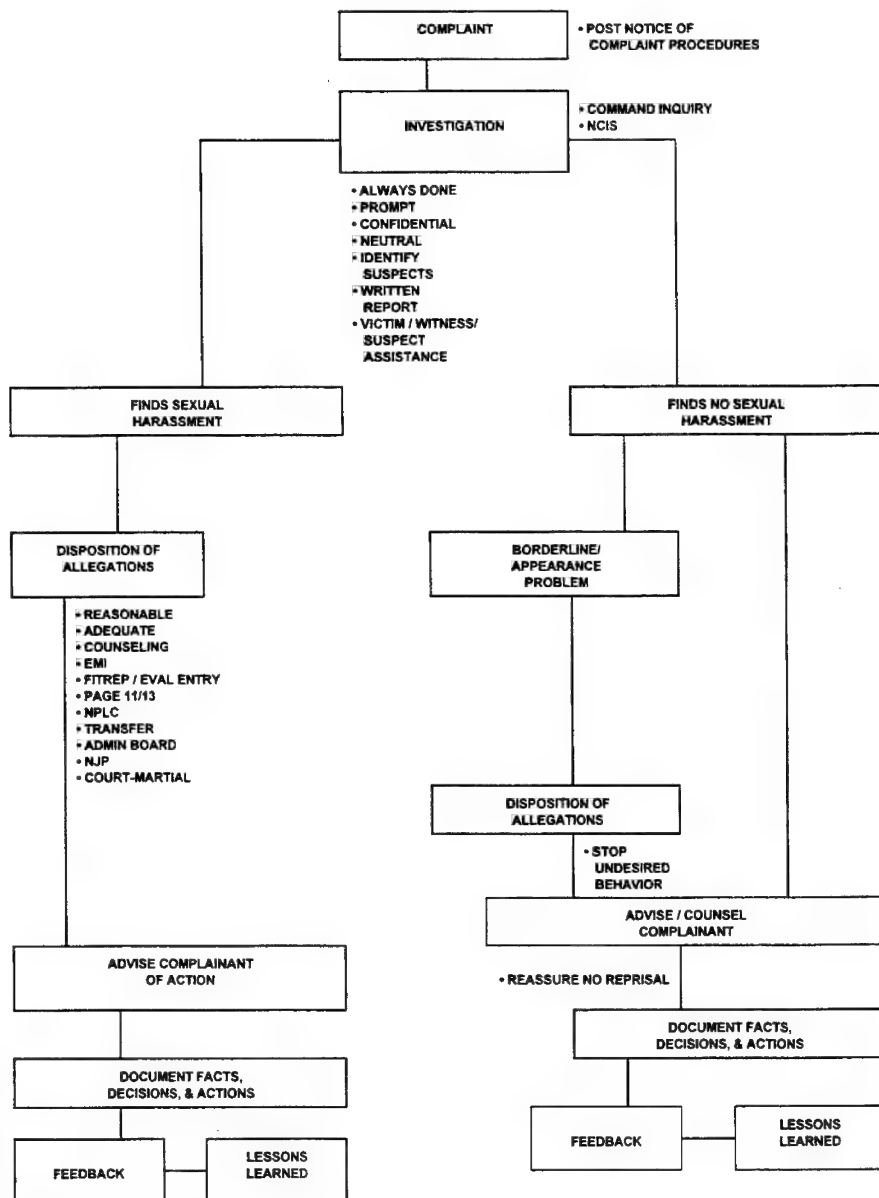 COMPLAINT
• POST NOTICE OF
COMPLAINT PROCEDURES
INVESTIGATION
• COMMAND INQUIRY
• NCIS
• ALWAYS DONE
• PROMPT
• CONFIDENTIAL
• NEUTRAL
• IDENTIFY
SUSPECTS
• WRITTEN
REPORT
• VICTIM / WITNESS/
SUSPECT
ASSISTANCE
FINDS SEXUAL
HARASSMENT
FINDS NO SEXUAL
HARASSMENT
DISPOSITION OF
ALLEGATIONS
BORDERLINE/
APPEARANCE
PROBLEM
• REASONABLE
• ADEQUATE
• COUNSELING
• EMI
• FITREP / EVAL ENTRY
• PAGE 11/13
• NPLC
• TRANSFER
• ADMIN BOARD
• NJP
• COURT-MARTIAL
DISPOSITION OF
ALLEGATIONS
• STOP
UNDESIRED
BEHAVIOR
ADVISE / COUNSEL
COMPLAINANT
ADVISE COMPLAINANT
OF ACTION
• REASSURE NO REPRISAL
DOCUMENT FACTS,
DECISIONS, & ACTIONS
DOCUMENT FACTS,
DECISIONS, & ACTIONS
FEEDBACK
LESSONS
LEARNED
FEEDBACK
LESSONS
LEARNED